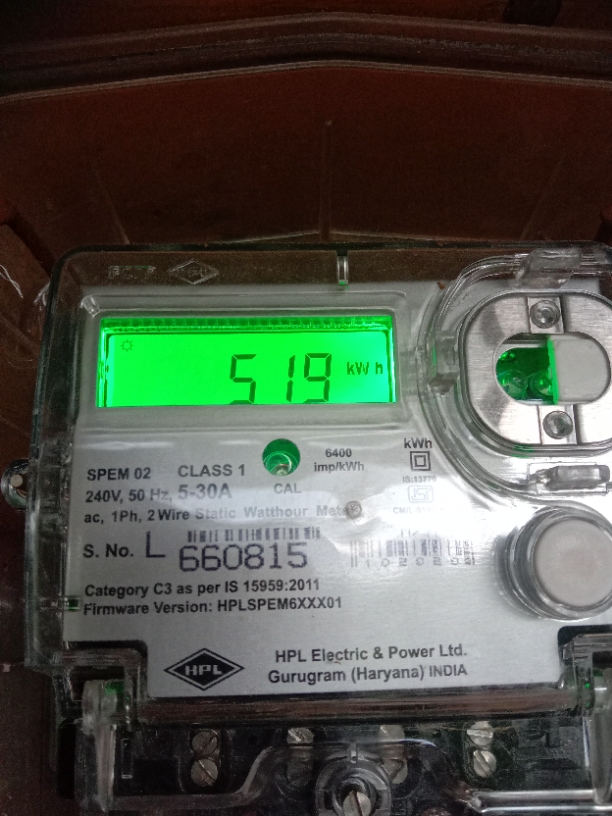 519 kWh
6400
imp/kWh
kWh
SPEM 02 CLASS 1
240V, 50 Hz, 5-30A
CAL
ac, 1Ph, 2 Wire Static Watthour
S. No. L 660815
Category C3 as per IS 15959:2011
Firmware Version: HPLSPEM6XXX01
HPL
HPL Electric & Power Ltd.
Gurugram (Haryana) INDIA